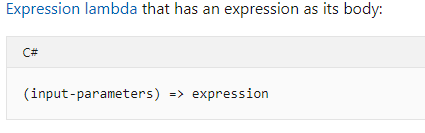 Expression lambda that has an expression as its body:
C#
(input-parameters) => expression